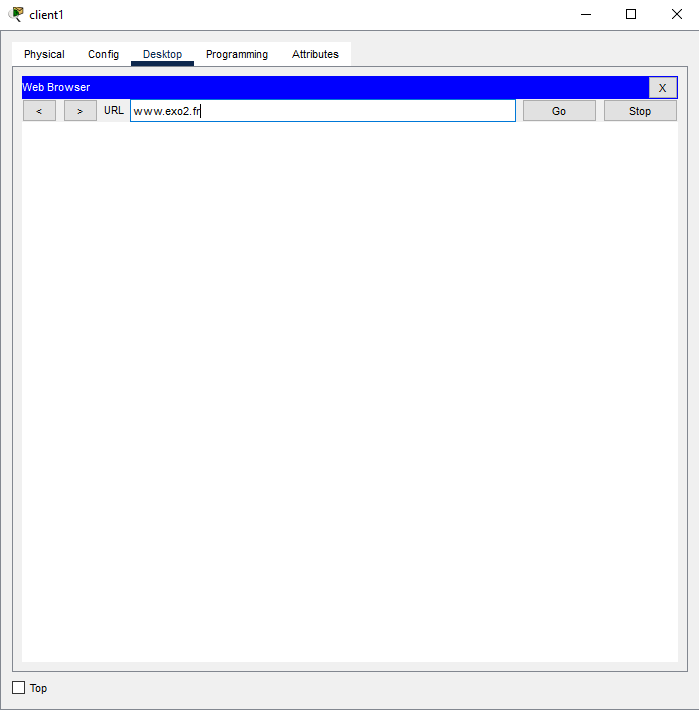 client1
Physical Config Desktop Programming Attributes
Web Browser X
< > URL www.exo2.fr Go Stop
Top